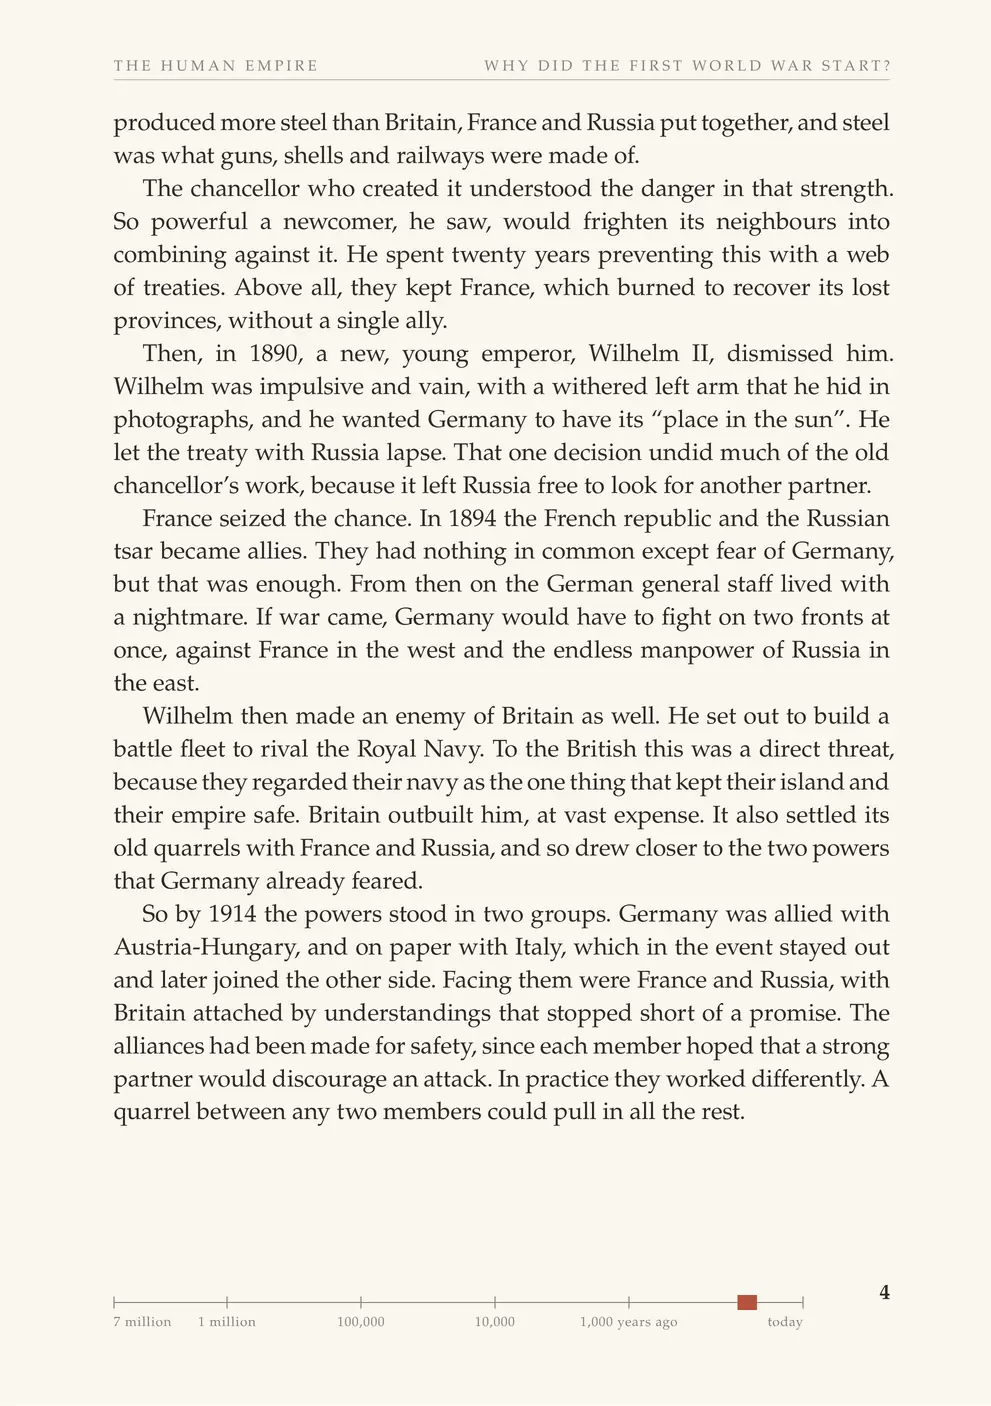 THE HUMAN EMPIRE
WHY DID THE FIRST WORLD WAR START?
produced more steel than Britain, France and Russia put together, and steel
was what guns, shells and railways were made of.
The chancellor who created it understood the danger in that strength.
So powerful a newcomer, he saw, would frighten its neighbours into
combining against it. He spent twenty years preventing this with a web
of treaties. Above all, they kept France, which burned to recover its lost
provinces, without a single ally.
Then, in 1890, a new, young emperor, Wilhelm II, dismissed him.
Wilhelm was impulsive and vain, with a withered left arm that he hid in
photographs, and he wanted Germany to have its “place in the sun”. He
let the treaty with Russia lapse. That one decision undid much of the old
chancellor’s work, because it left Russia free to look for another partner.
France seized the chance. In 1894 the French republic and the Russian
tsar became allies. They had nothing in common except fear of Germany,
but that was enough. From then on the German general staff lived with
a nightmare. If war came, Germany would have to fight on two fronts at
once, against France in the west and the endless manpower of Russia in
the east.
Wilhelm then made an enemy of Britain as well. He set out to build a
battle fleet to rival the Royal Navy. To the British this was a direct threat,
because they regarded their navy as the one thing that kept their island and
their empire safe. Britain outbuilt him, at vast expense. It also settled its
old quarrels with France and Russia, and so drew closer to the two powers
that Germany already feared.
So by 1914 the powers stood in two groups. Germany was allied with
Austria-Hungary, and on paper with Italy, which in the event stayed out
and later joined the other side. Facing them were France and Russia, with
Britain attached by understandings that stopped short of a promise. The
alliances had been made for safety, since each member hoped that a strong
partner would discourage an attack. In practice they worked differently. A
quarrel between any two members could pull in all the rest.
4
7 million
1 million
100,000
10,000
1,000 years ago
today